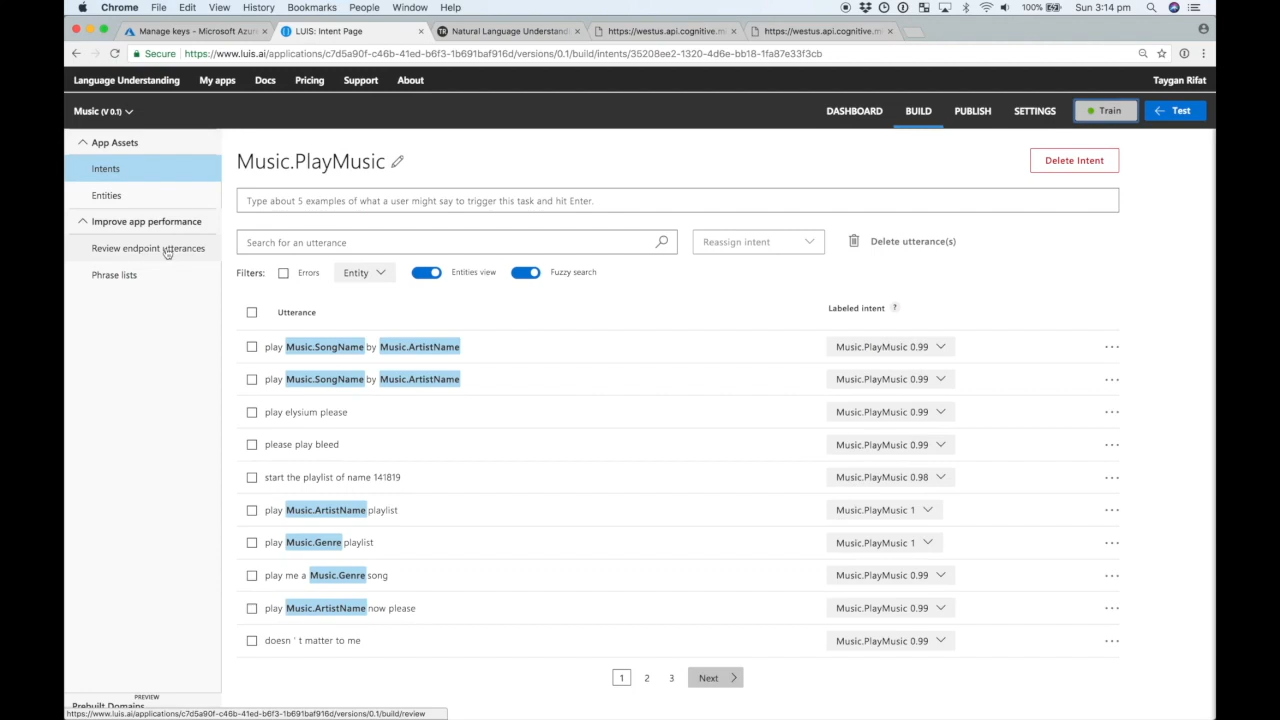 Chrome File Edit View History Bookmarks People Window Help 100% Sun 3:14 pm
Manage keys - Microsoft Azur × LUIS: Intent Page × Natural Language Understand × https://westus.api.cognitive.m × https://westus.api.cognitive.m ×
Secure https://www.luis.ai/applications/c7d5a90f-c46b-41ed-b6f3-1b691baf916d/versions/0.1/build/intents/35208ee2-1320-4d6e-bb18-1fa87e33f3cb
Language Understanding My apps Docs Pricing Support About Taygan Rifat
Music (V 0.1) DASHBOARD BUILD PUBLISH SETTINGS Train Test
App Assets
Intents
Entities
Improve app performance
Review endpoint utterances
Phrase lists
Music.PlayMusic Delete Intent
Type about 5 examples of what a user might say to trigger this task and hit Enter.
Search for an utterance Reassign intent Delete utterance(s)
Filters: Errors Entity Entities view Fuzzy search
Utterance Labeled intent ?
play Music.SongName by Music.ArtistName Music.PlayMusic 0.99
play Music.SongName by Music.ArtistName Music.PlayMusic 0.99
play elysium please Music.PlayMusic 0.99
please play bleed Music.PlayMusic 0.99
start the playlist of name 141819 Music.PlayMusic 0.98
play Music.ArtistName playlist Music.PlayMusic 1
play Music.Genre playlist Music.PlayMusic 1
play me a Music.Genre song Music.PlayMusic 0.99
play Music.ArtistName now please Music.PlayMusic 0.99
doesn ' t matter to me Music.PlayMusic 0.99
1 2 3 Next
PREVIEW
Prebuilt Domains
https://www.luis.ai/applications/c7d5a90f-c46b-41ed-b6f3-1b691baf916d/versions/0.1/build/review